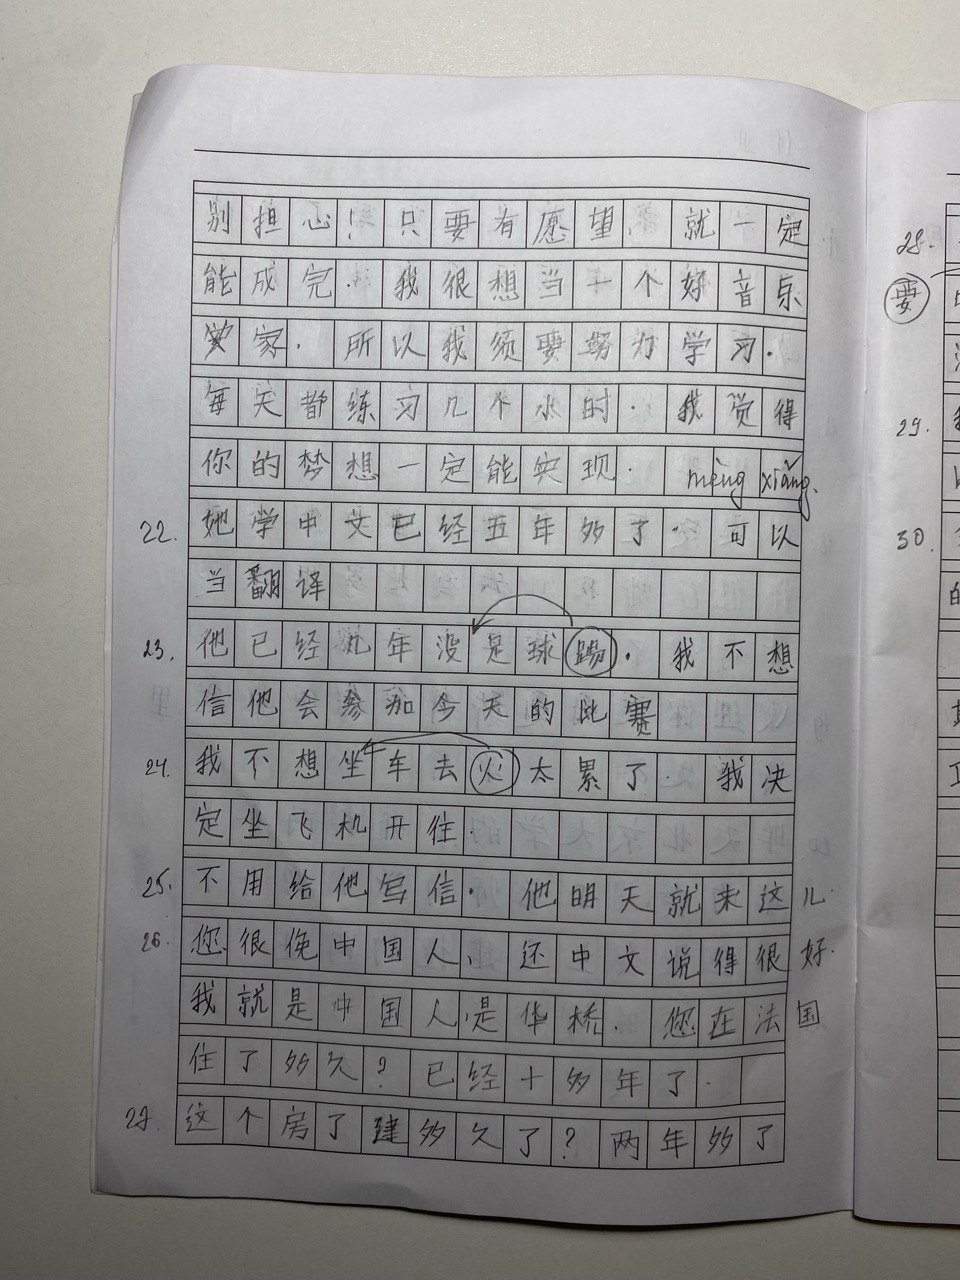 别担心！只要有愿望，就一定
能成完．我很想当一个好音乐
家．所以我须要努力学习．
每天都练习几个小时．我觉得
你的梦想一定能实现．mèng xiǎng.
22. 她学中文已经五年多了．可以
当翻译
23. 他已经几年没是球踢．我不想
信他会参加今天的比赛
24. 我不想坐车去火太累了．我决
定坐飞机开往．
25. 不用给他写信．他明天就来这儿．
26. 您很像中国人、还中文说得很好．
我就是中国人,是华桥．您在法国
住了多久？已经十多年了．
27. 这个房了建多久了？两年多了
28.
要
29. 我
30.
的